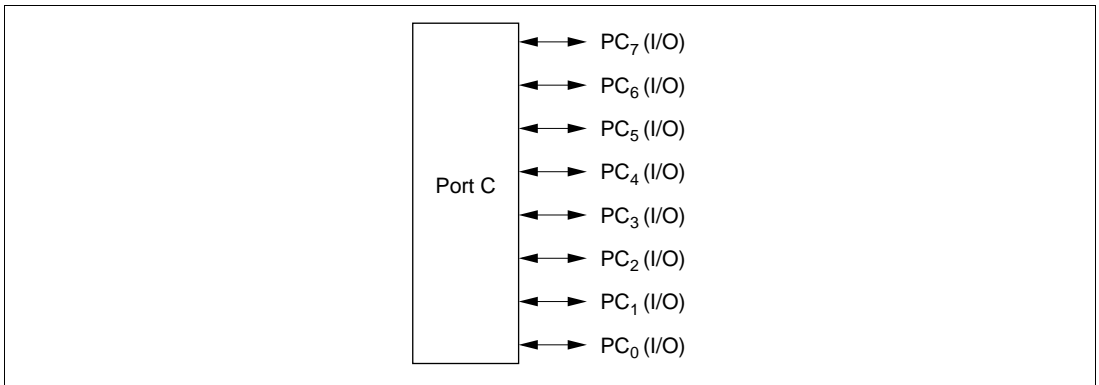 PC₇ (I/O)
PC₆ (I/O)
PC₅ (I/O)
PC₄ (I/O)
Port C
PC₃ (I/O)
PC₂ (I/O)
PC₁ (I/O)
PC₀ (I/O)